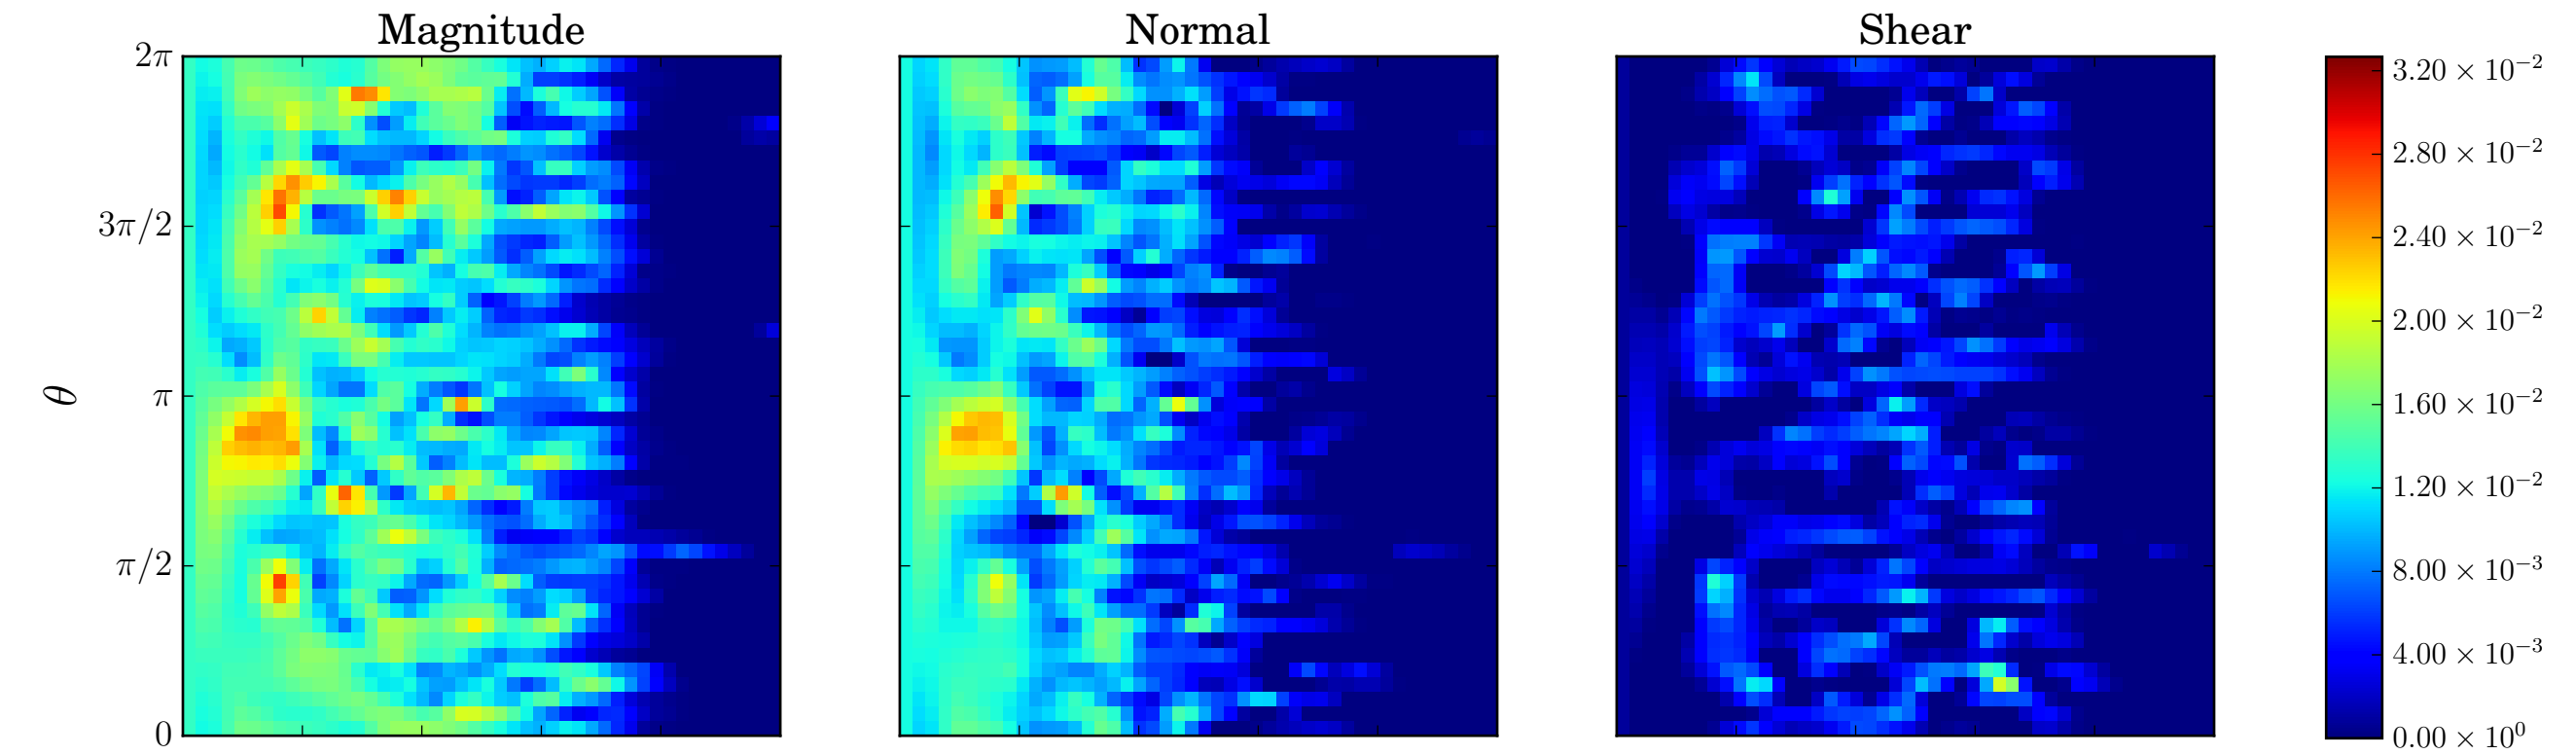 Magnitude Normal Shear
2π
3π/2
π
π/2
0
θ
3.20 × 10⁻²
2.80 × 10⁻²
2.40 × 10⁻²
2.00 × 10⁻²
1.60 × 10⁻²
1.20 × 10⁻²
8.00 × 10⁻³
4.00 × 10⁻³
0.00 × 10⁰